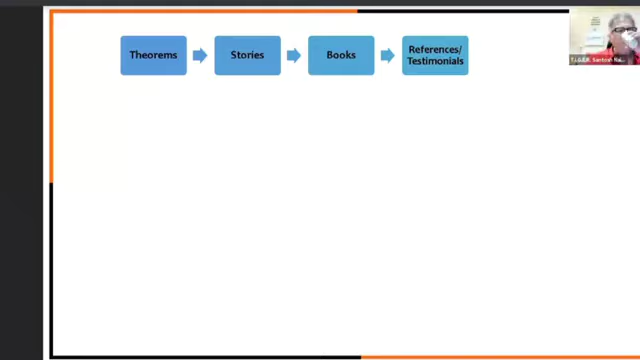 Theorems
Stories
Books
References/
Testimonials